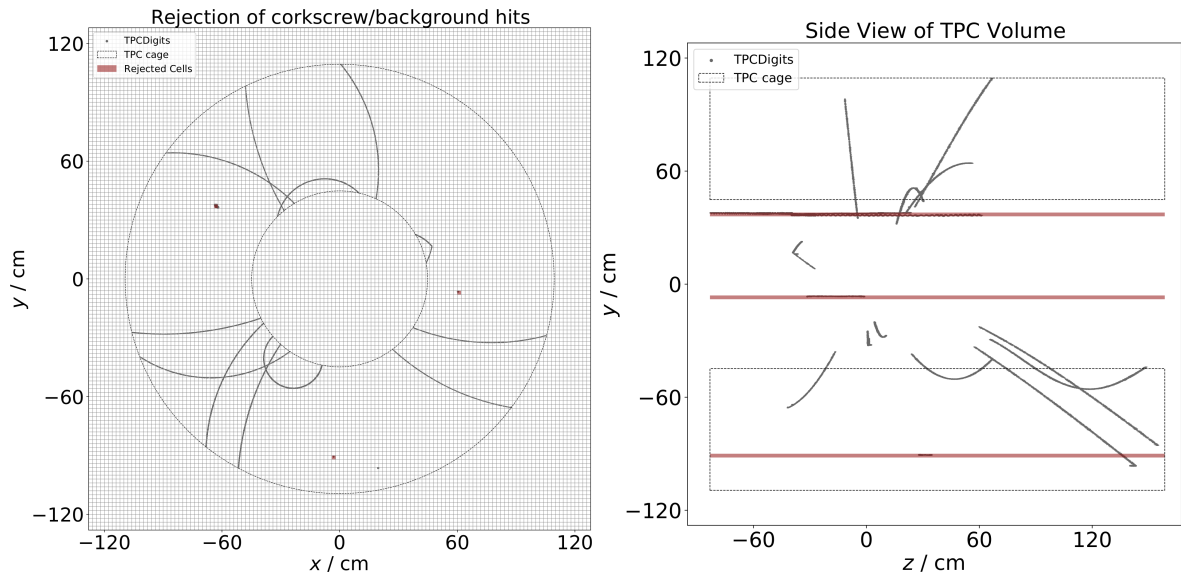 Rejection of corkscrew/background hits
TPCDigits
TPC cage
Rejected Cells
120
60
0
−60
−120
y / cm
−120
−60
0
60
120
x / cm
Side View of TPC Volume
TPCDigits
TPC cage
120
60
0
−60
−120
y / cm
−60
0
60
120
z / cm